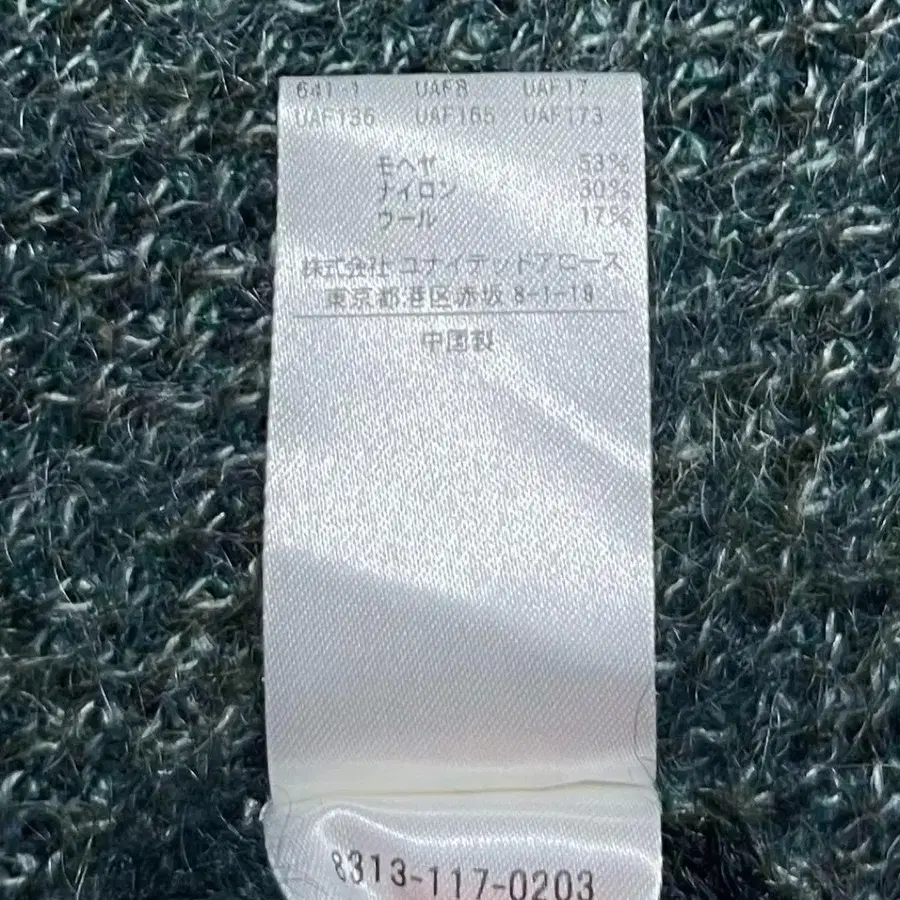 641-1 UAF8 UAF17
UAF136 UAF165 UAF173
モヘヤ 53%
ナイロン 30%
ウール 17%
株式会社 ユナイテッドアローズ
東京都港区赤坂 8-1-19
中国製
8313-117-0203